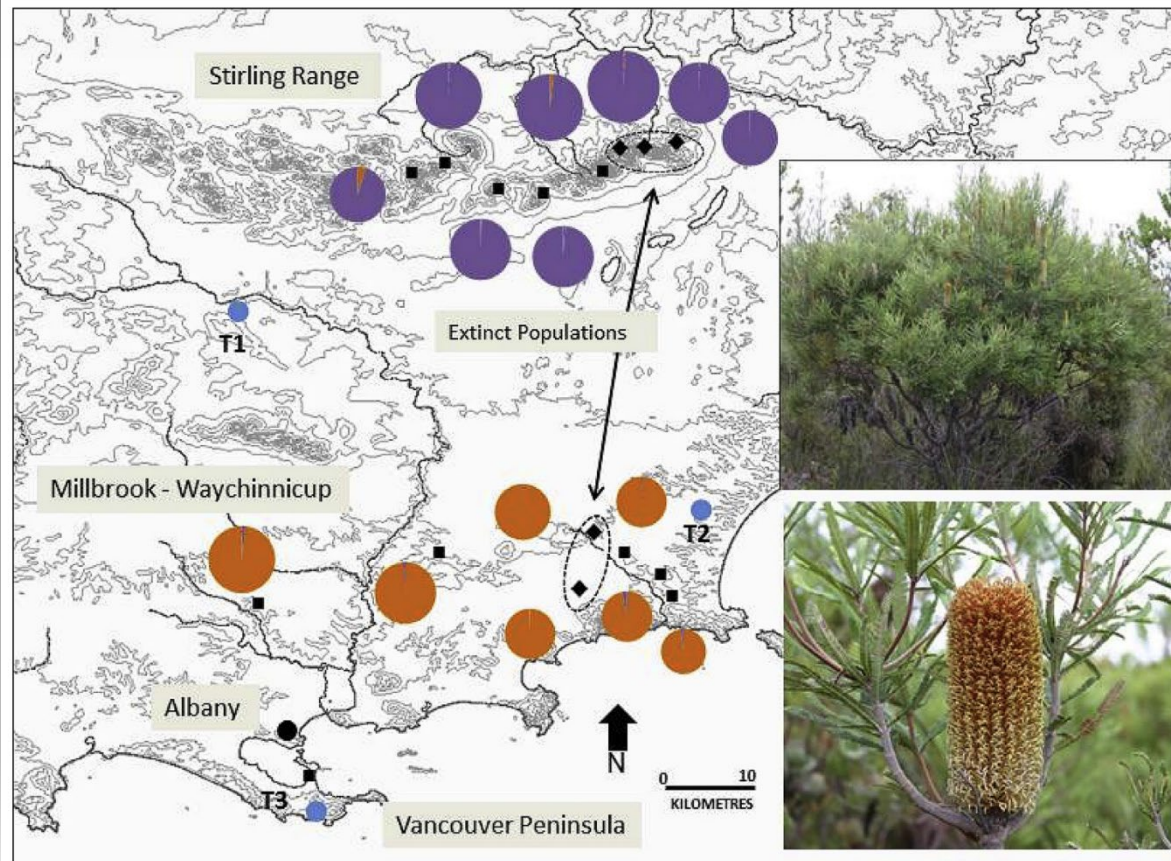 Stirling Range
Extinct Populations
T1
Millbrook - Waychinnicup
T2
Albany
N
0 10
KILOMETRES
T3
Vancouver Peninsula